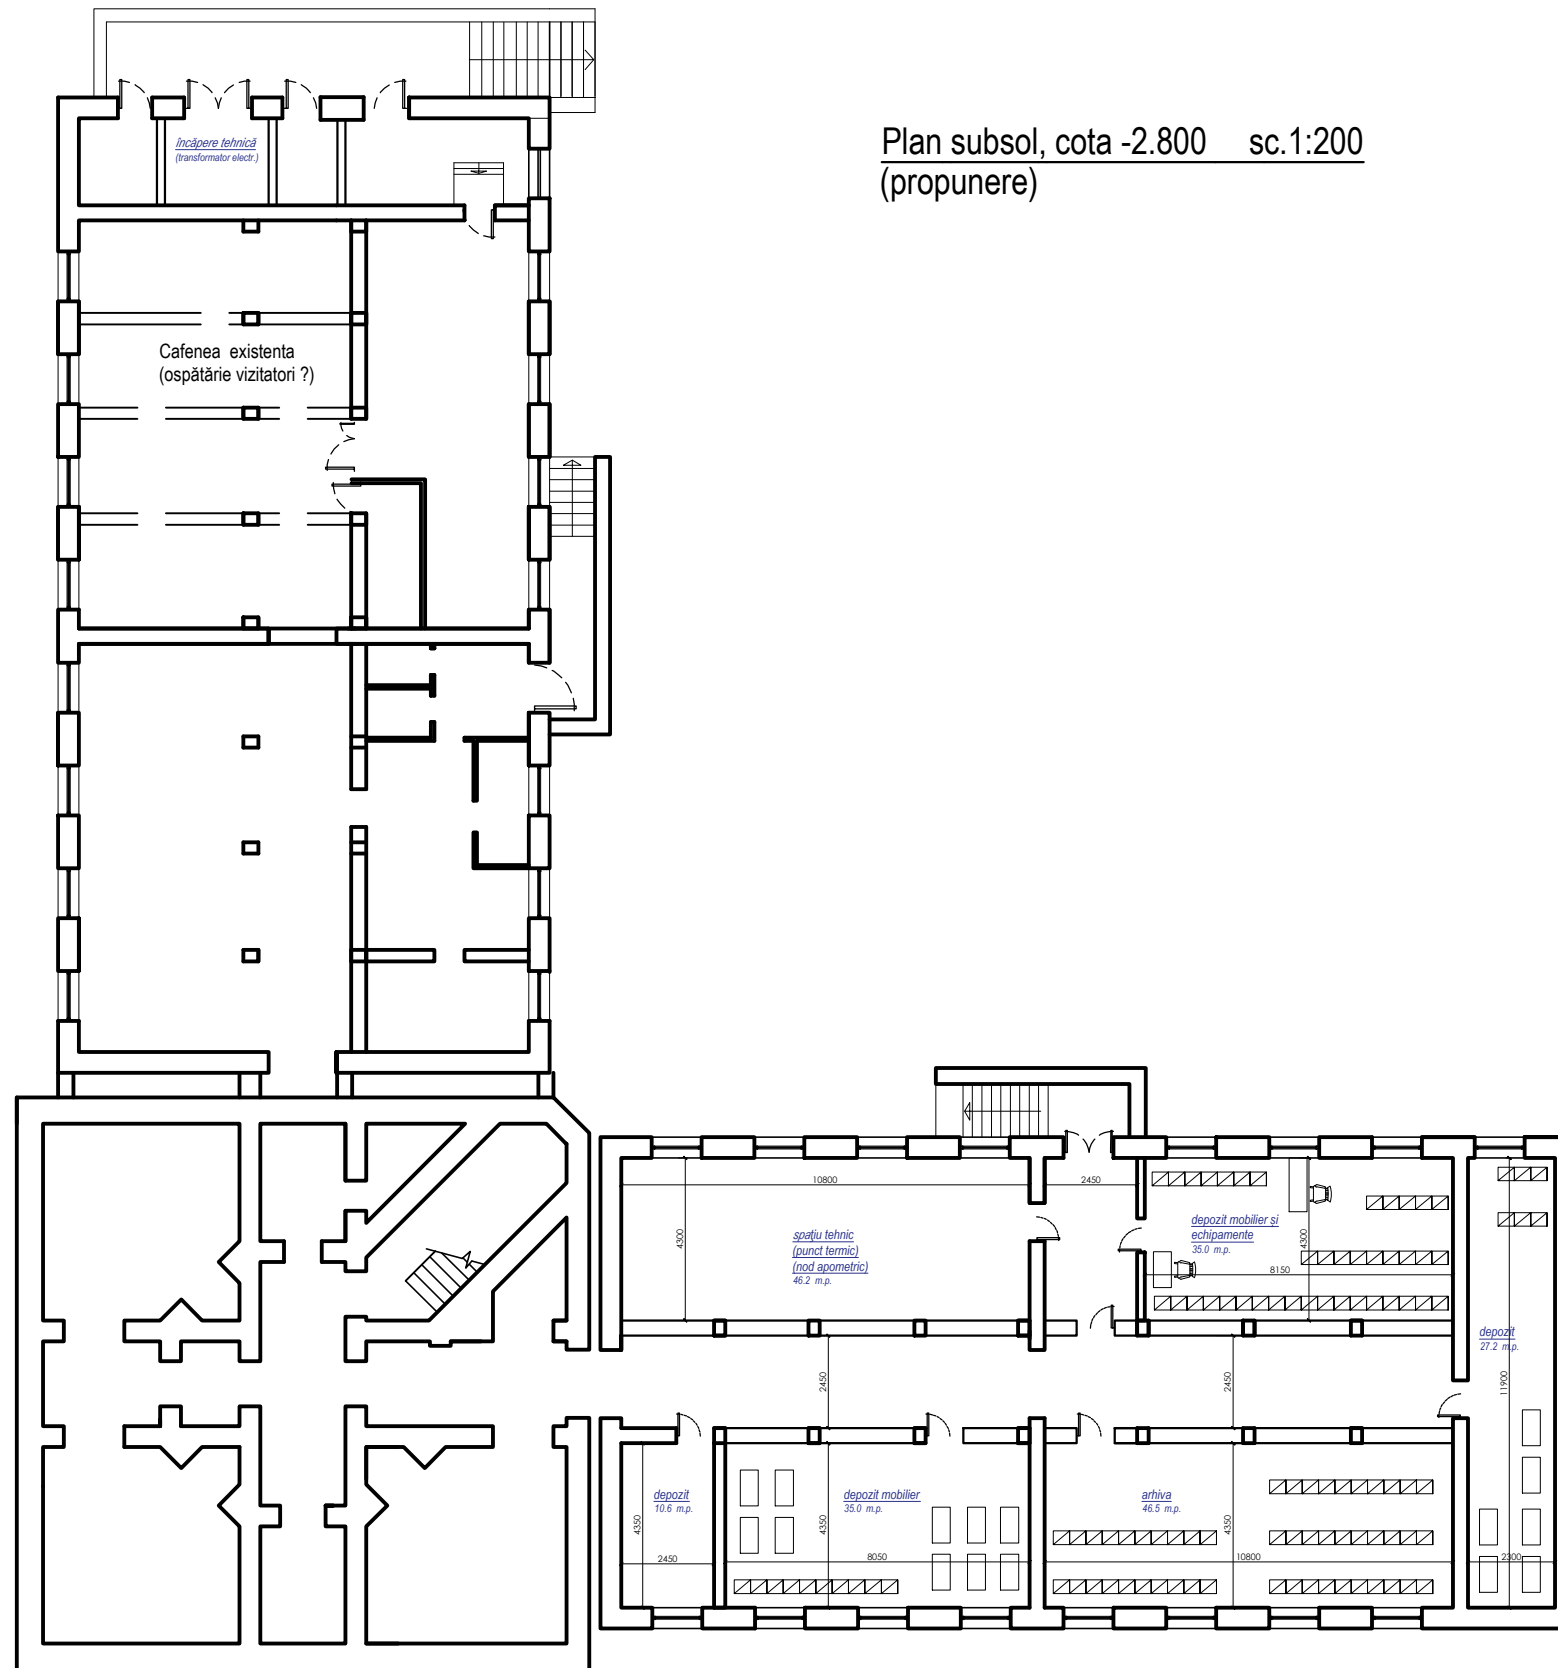 Plan subsol, cota -2.800 sc.1:200
(propunere)
încăpere tehnică
(transformator electr.)
Cafenea existenta
(ospătărie vizitatori ?)
10800
2450
4300
spaţiu tehnic
(punct termic)
(nod apometric)
46.2 m.p.
depozit mobilier şi
echipamente
35.0 m.p.
4300
8150
depozit
27.2 m.p.
11900
2450
2450
depozit
10.6 m.p.
4350
2450
depozit mobilier
35.0 m.p.
4350
8050
arhiva
46.5 m.p.
4350
10800
2300